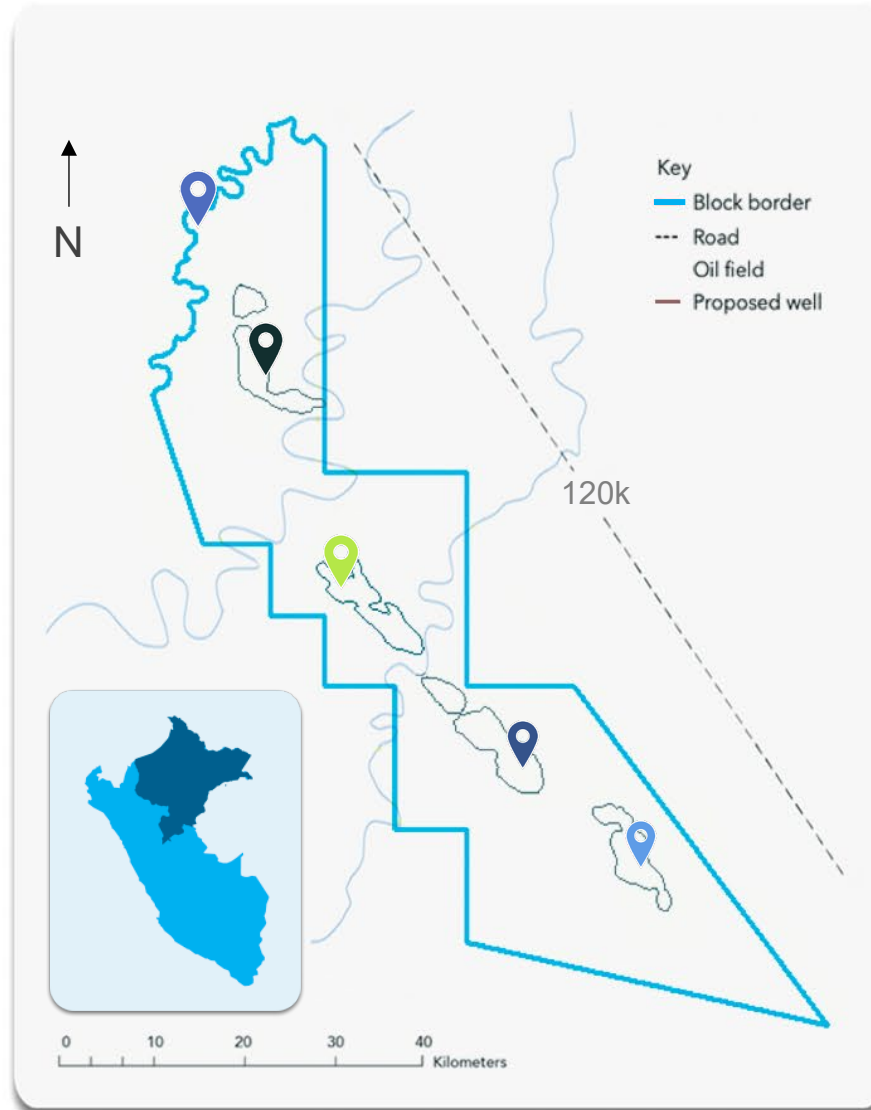 N
Key
Block border
Road
Oil field
Proposed well
120k
0 10 20 30 40
Kilometers